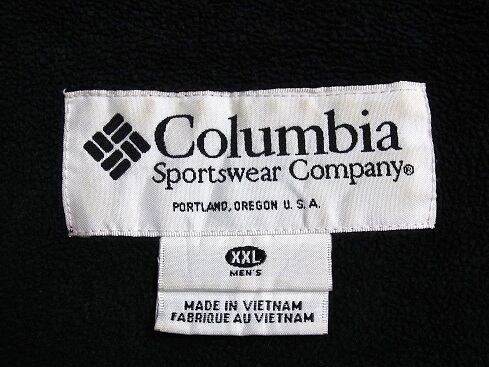 Columbia
Sportswear Company®
PORTLAND, OREGON U.S.A.
XXL
MEN'S
MADE IN VIETNAM
FABRIQUE AU VIETNAM